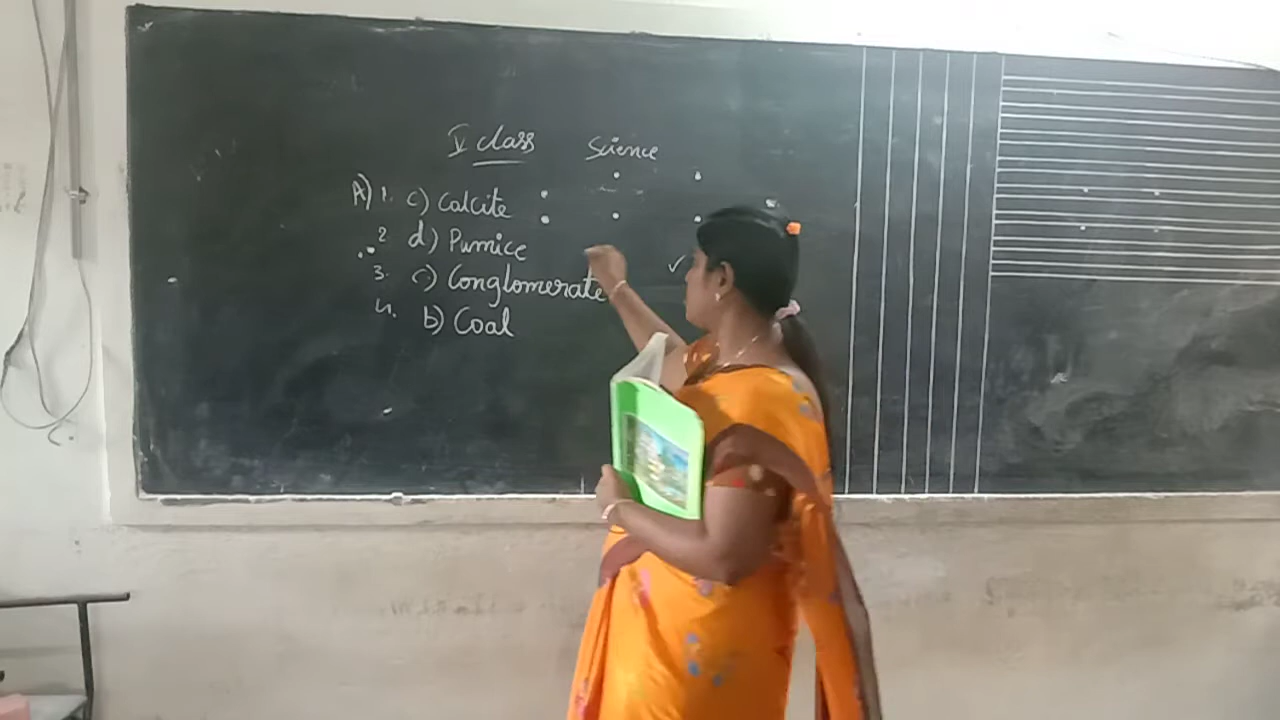 V class Science
A) 1. c) Calcite
2 d) Pumice
3. c) Conglomerate
4. b) Coal